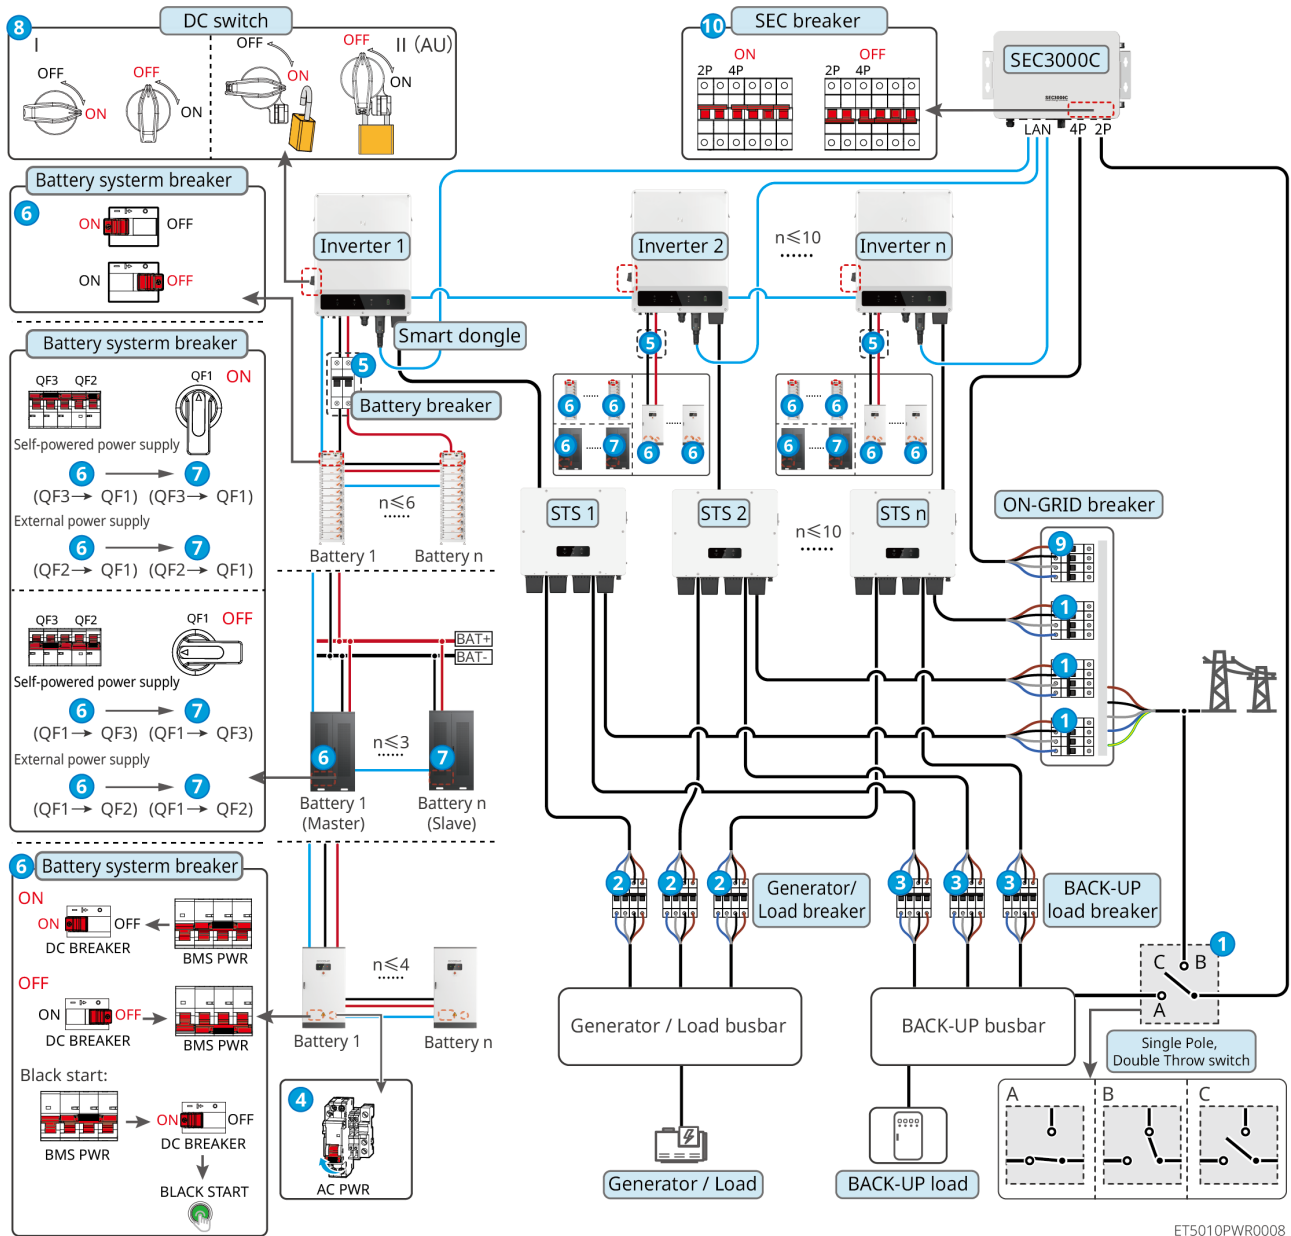 8
DC switch
I
II (AU)
OFF
ON
OFF
ON
OFF
ON
OFF
ON
10
SEC breaker
ON
OFF
2P 4P
2P 4P
SEC3000C
SEC3000C
LAN 4P 2P
Battery systerm breaker
6
ON OFF
ON OFF
Inverter 1
Inverter 2
n≤10
······
Inverter n
Smart dongle
5
Battery breaker
5
5
Battery systerm breaker
QF3 QF2
QF1
ON
Self-powered power supply
6 7
(QF3→ QF1) (QF3→ QF1)
External power supply
6 7
(QF2→ QF1) (QF2→ QF1)
QF3 QF2
QF1
OFF
Self-powered power supply
6 7
(QF1→ QF3) (QF1→ QF3)
External power supply
6 7
(QF1→ QF2) (QF1→ QF2)
6 ······ 6
6 ······ 7
6 ······ 6
6 ······ 6
6 ······ 7
6 ······ 6
n≤6
······
Battery 1
Battery n
STS 1
STS 2
n≤10
······
STS n
ON-GRID breaker
9
1
1
1
BAT+
BAT-
6
n≤3
······
7
Battery 1
(Master)
Battery n
(Slave)
2
2
2
Generator/
Load breaker
3
3
3
BACK-UP
load breaker
6
Battery systerm breaker
ON
ON OFF
DC BREAKER
BMS PWR
OFF
ON OFF
DC BREAKER
BMS PWR
Black start:
BMS PWR
ON OFF
DC BREAKER
BLACK START
n≤4
······
Battery 1
Battery n
4
AC PWR
Generator / Load busbar
BACK-UP busbar
1
C B
A
Single Pole,
Double Throw switch
A
B
C
Generator / Load
BACK-UP load
ET5010PWR0008